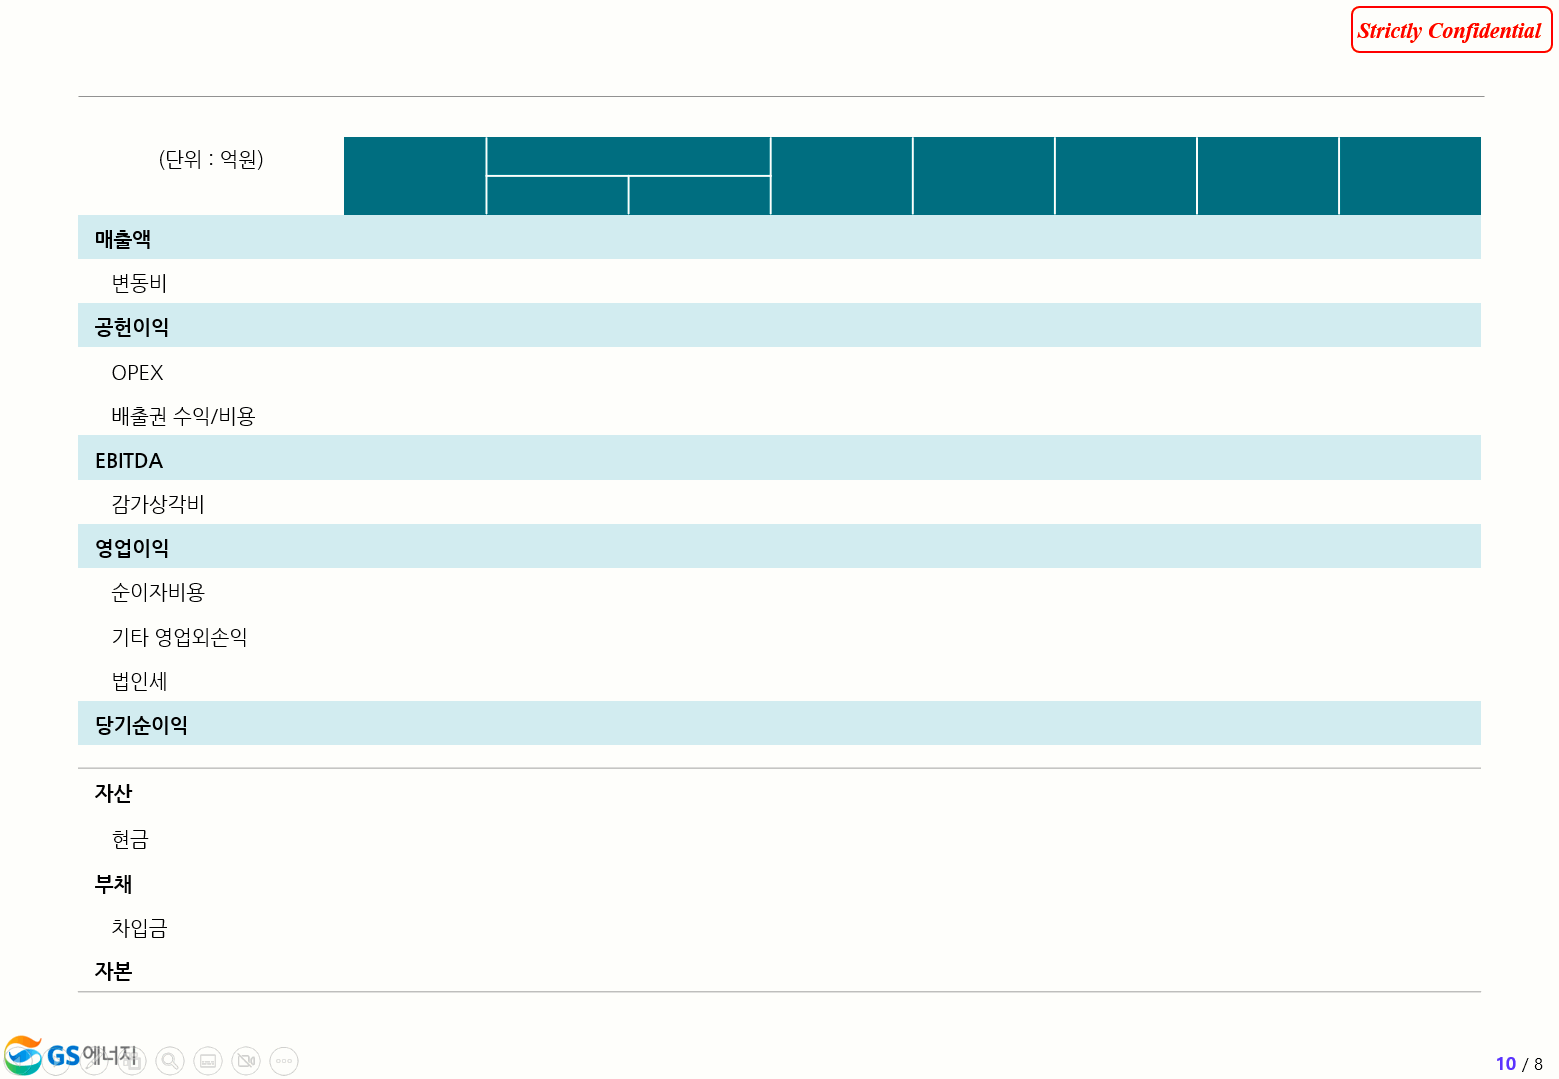 Strictly Confidential
(단위 : 억원)
매출액
변동비
공헌이익
OPEX
배출권 수익/비용
EBITDA
감가상각비
영업이익
순이자비용
기타 영업외손익
법인세
당기순이익
자산
현금
부채
차입금
자본
GS에너지
10 / 8